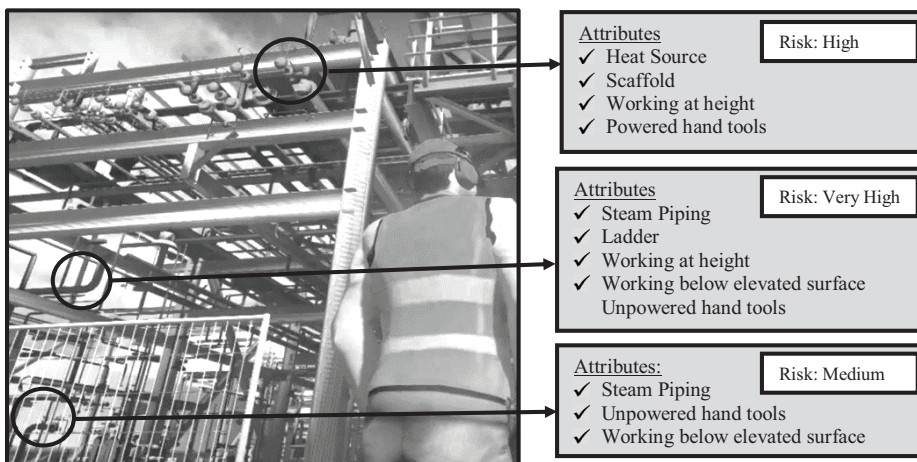 Attributes
Risk: High
✓ Heat Source
✓ Scaffold
✓ Working at height
✓ Powered hand tools
Attributes
Risk: Very High
✓ Steam Piping
✓ Ladder
✓ Working at height
✓ Working below elevated surface
Unpowered hand tools
Attributes:
Risk: Medium
✓ Steam Piping
✓ Unpowered hand tools
✓ Working below elevated surface